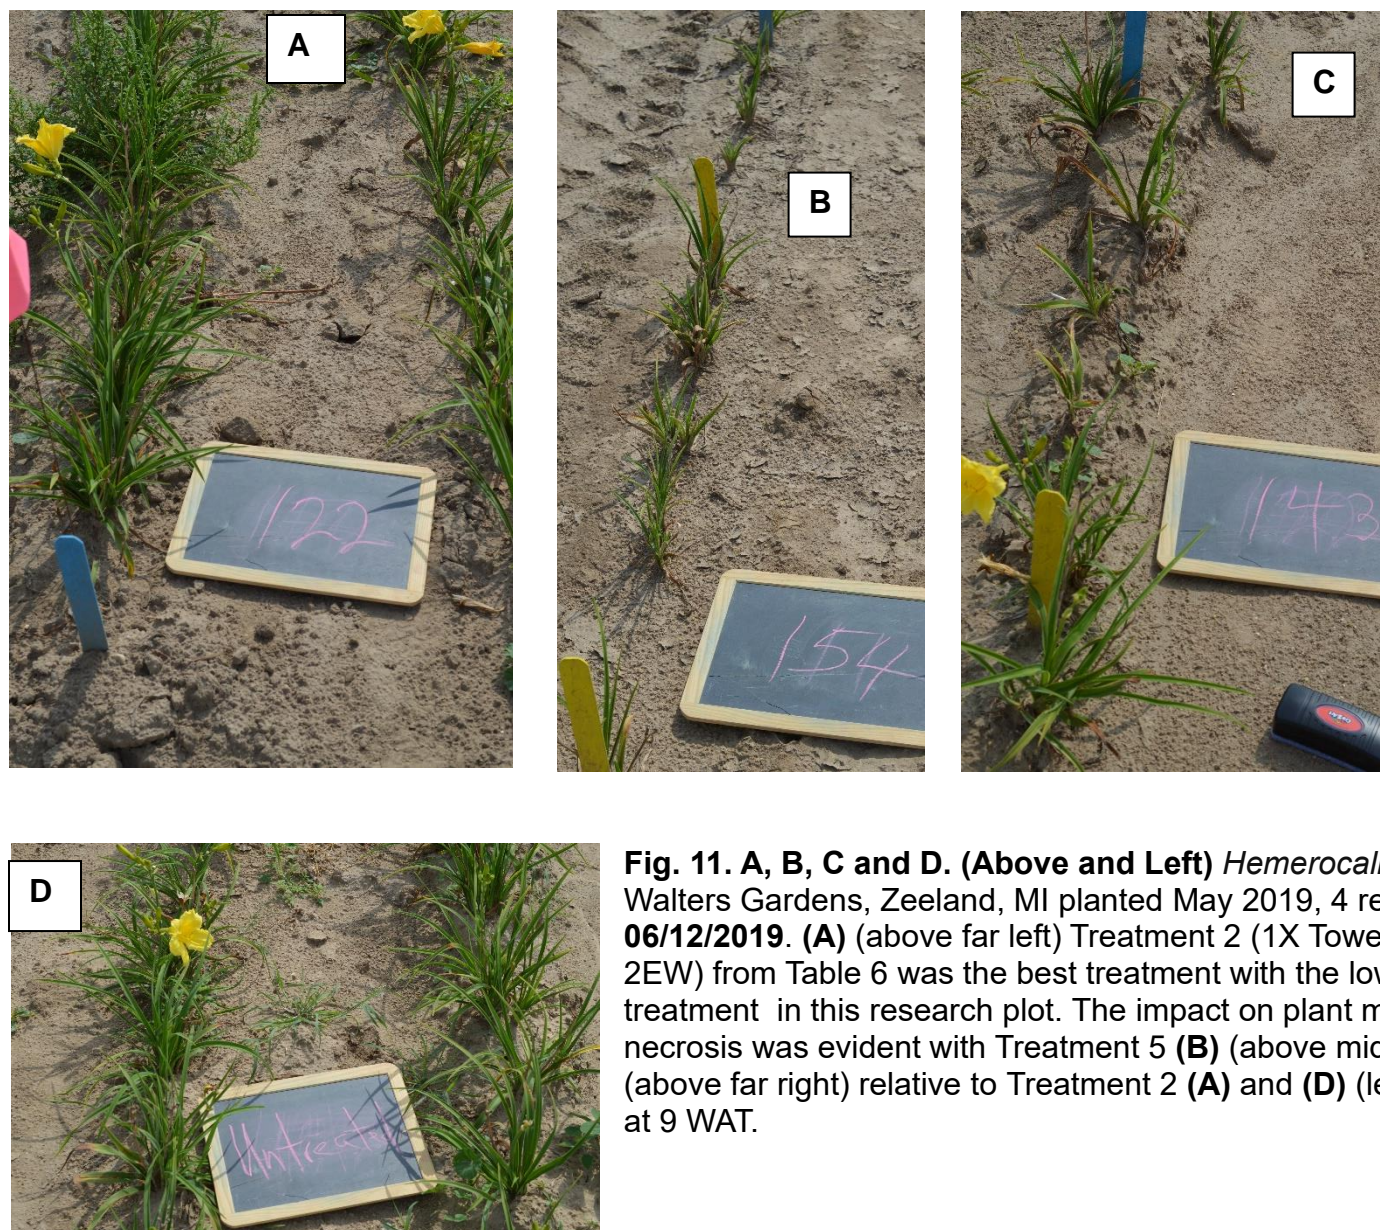 A
B
C
122
154
143
D
Untreated
Fig. 11. A, B, C and D. (Above and Left) Hemerocal
Walters Gardens, Zeeland, MI planted May 2019, 4 re
06/12/2019. (A) (above far left) Treatment 2 (1X Towe
2EW) from Table 6 was the best treatment with the lov
treatment in this research plot. The impact on plant m
necrosis was evident with Treatment 5 (B) (above mid
(above far right) relative to Treatment 2 (A) and (D) (le
at 9 WAT.